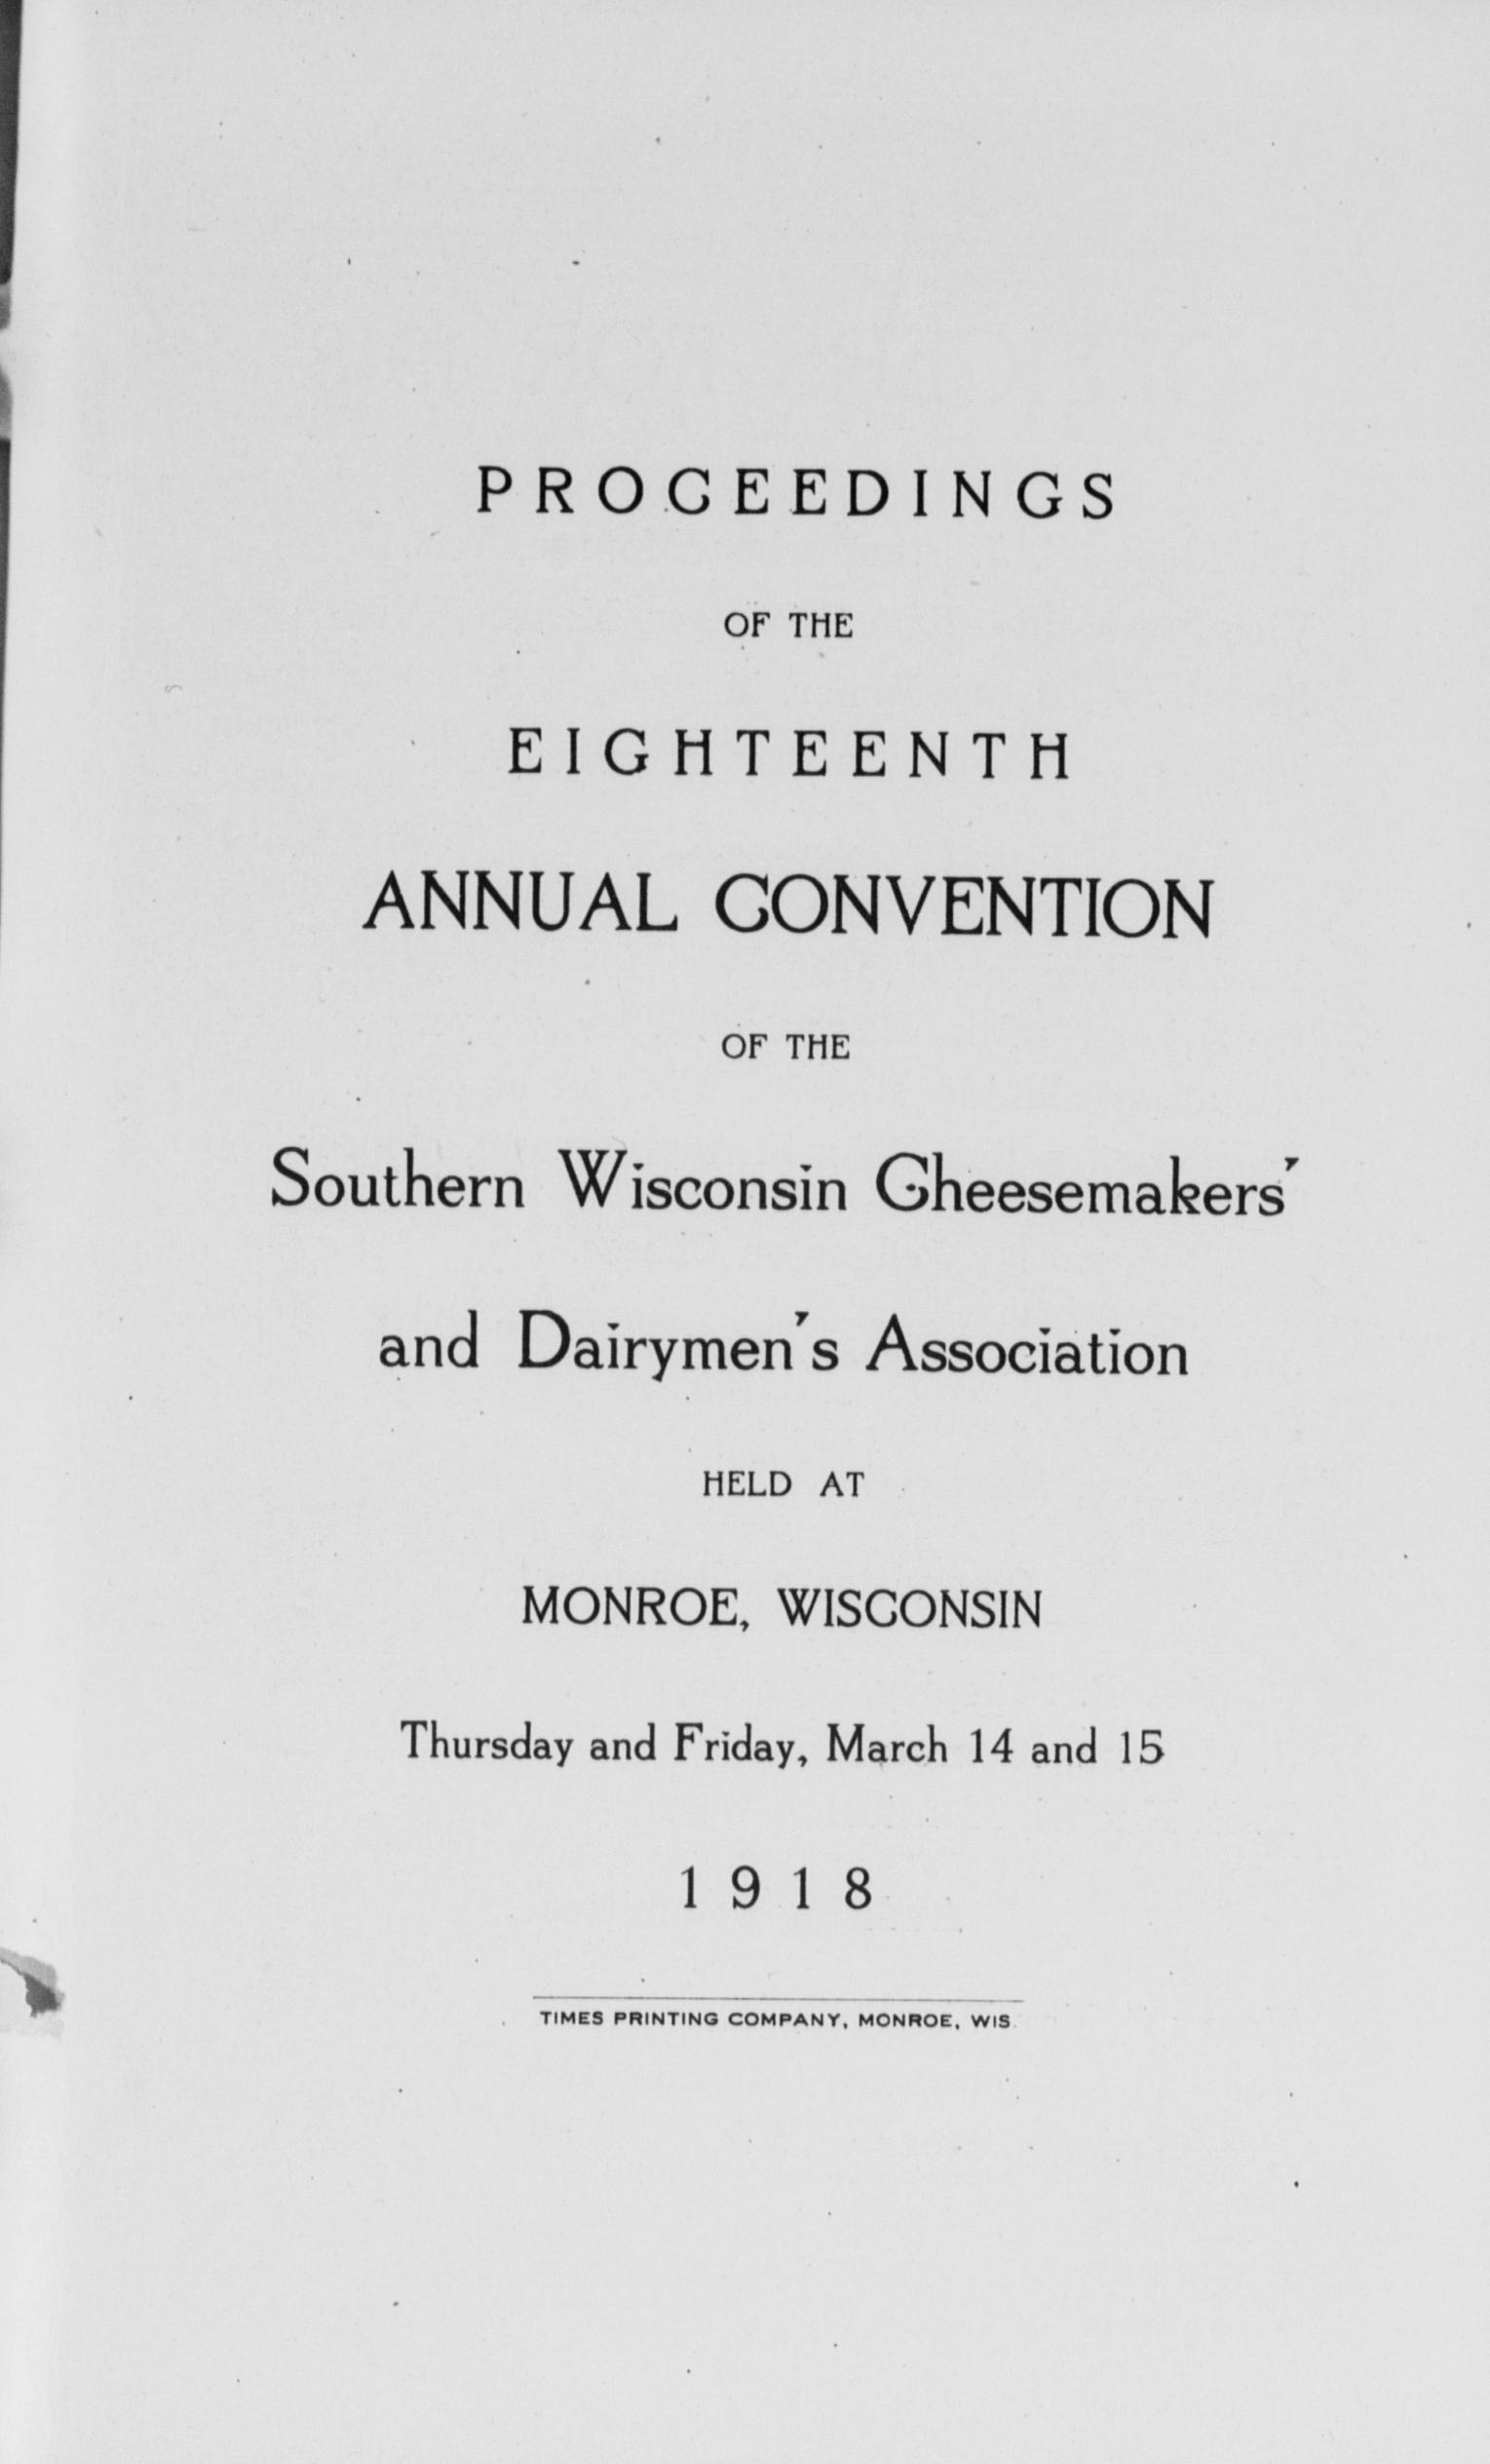 PROCEEDINGS
OF THE
EIGHTEENTH
ANNUAL CONVENTION
OF THE
Southern Wisconsin Cheesemakers'
and Dairymen's Association
HELD AT
MONROE, WISCONSIN
Thursday and Friday, March 14 and 15
1918
TIMES PRINTING COMPANY, MONROE, WIS.